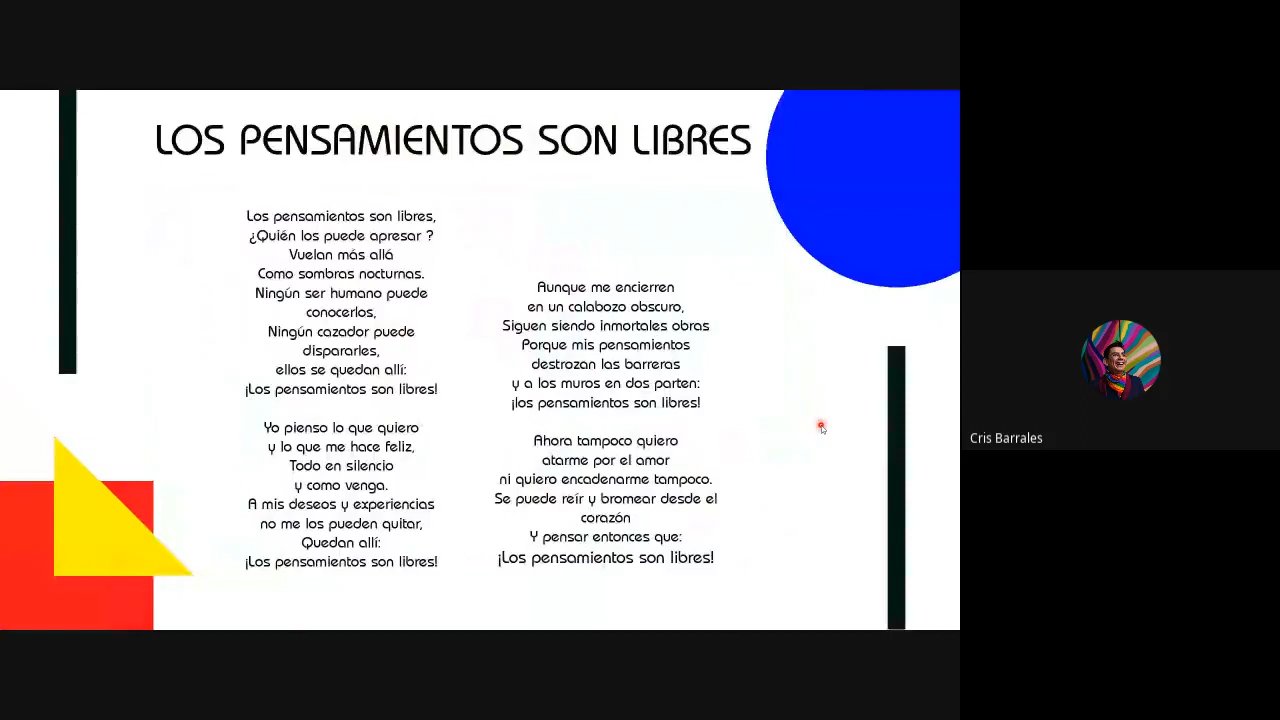 LOS PENSAMIENTOS SON LIBRES
Los pensamientos son libres,
¿Quién los puede apresar ?
Vuelan más allá
Como sombras nocturnas.
Ningún ser humano puede
conocerlos,
Ningún cazador puede
dispararles,
ellos se quedan allí:
¡Los pensamientos son libres!
Yo pienso lo que quiero
y lo que me hace feliz,
Todo en silencio
y como venga.
A mis deseos y experiencias
no me los pueden quitar,
Quedan allí:
¡Los pensamientos son libres!
Aunque me encierren
en un calabozo obscuro,
Siguen siendo inmortales obras
Porque mis pensamientos
destrozan las barreras
y a los muros en dos parten:
¡los pensamientos son libres!
Ahora tampoco quiero
atarme por el amor
ni quiero encadenarme tampoco.
Se puede reír y bromear desde el
corazón
Y pensar entonces que:
¡Los pensamientos son libres!
Cris Barrales